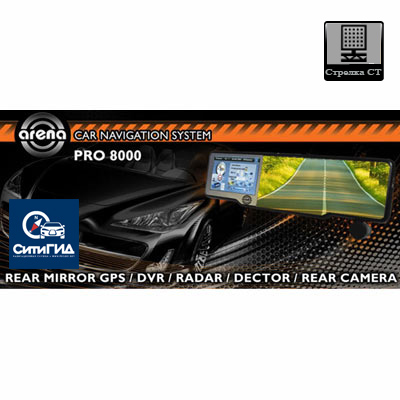 Стрелка СТ
arena
CAR NAVIGATION SYSTEM
PRO 8000
СитиГИД
REAR MIRROR GPS / DVR / RADAR / DECTOR / REAR CAMERA